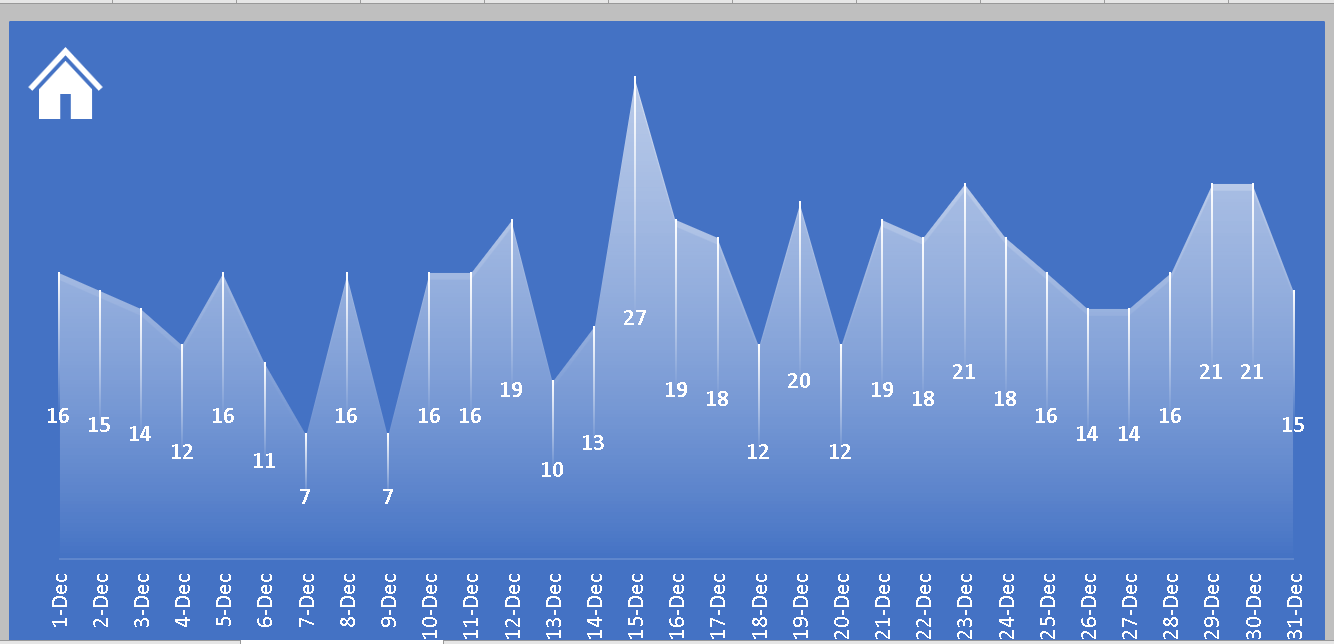 27
19
19
18
20
19
18
21
18
21
21
16
15
14
12
16
11
7
16
7
16
16
10
13
12
12
16
14
14
16
15
1-Dec
2-Dec
3-Dec
4-Dec
5-Dec
6-Dec
7-Dec
8-Dec
9-Dec
10-Dec
11-Dec
12-Dec
13-Dec
14-Dec
15-Dec
16-Dec
17-Dec
18-Dec
19-Dec
20-Dec
21-Dec
22-Dec
23-Dec
24-Dec
25-Dec
26-Dec
27-Dec
28-Dec
29-Dec
30-Dec
31-Dec